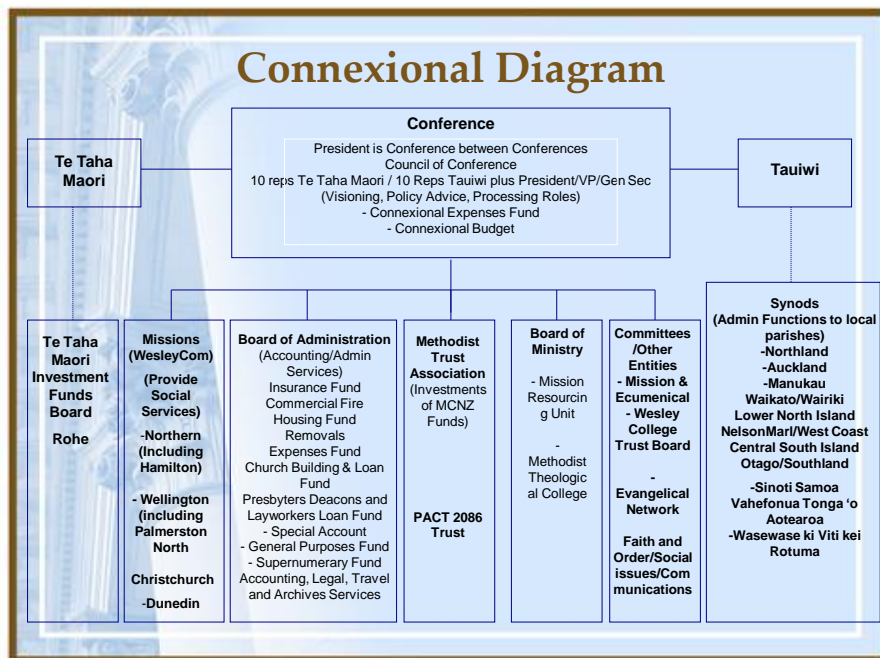 Connexional Diagram
Conference
President is Conference between Conferences
Council of Conference
10 reps Te Taha Maori / 10 Reps Tauiwi plus President/VP/Gen Sec
(Visioning, Policy Advice, Processing Roles)
- Connexional Expenses Fund
- Connexional Budget
Te Taha
Maori
Tauiwi
Te Taha
Maori
Investment
Funds
Board
Rohe
Missions
(WesleyCom)
(Provide
Social
Services)
-Northern
(Including
Hamilton)
- Wellington
(including
Palmerston
North
Christchurch
-Dunedin
Board of Administration
(Accounting/Admin
Services)
Insurance Fund
Commercial Fire
Housing Fund
Removals
Expenses Fund
Church Building & Loan
Fund
Presbyters Deacons and
Layworkers Loan Fund
- Special Account
- General Purposes Fund
- Supernumerary Fund
Accounting, Legal, Travel
and Archives Services
Methodist
Trust
Association
(Investments
of MCNZ
Funds)
PACT 2086
Trust
Board of
Ministry
- Mission
Resourcin
g Unit
-
Methodist
Theologic
al College
Committees
/Other
Entities
- Mission &
Ecumenical
- Wesley
College
Trust Board
-
Evangelical
Network
Faith and
Order/Social
issues/Com
munications
Synods
(Admin Functions to local
parishes)
-Northland
-Auckland
-Manukau
Waikato/Wairiki
Lower North Island
NelsonMarl/West Coast
Central South Island
Otago/Southland
-Sinoti Samoa
Vahefonua Tonga ‘o
Aotearoa
-Wasewase ki Viti kei
Rotuma